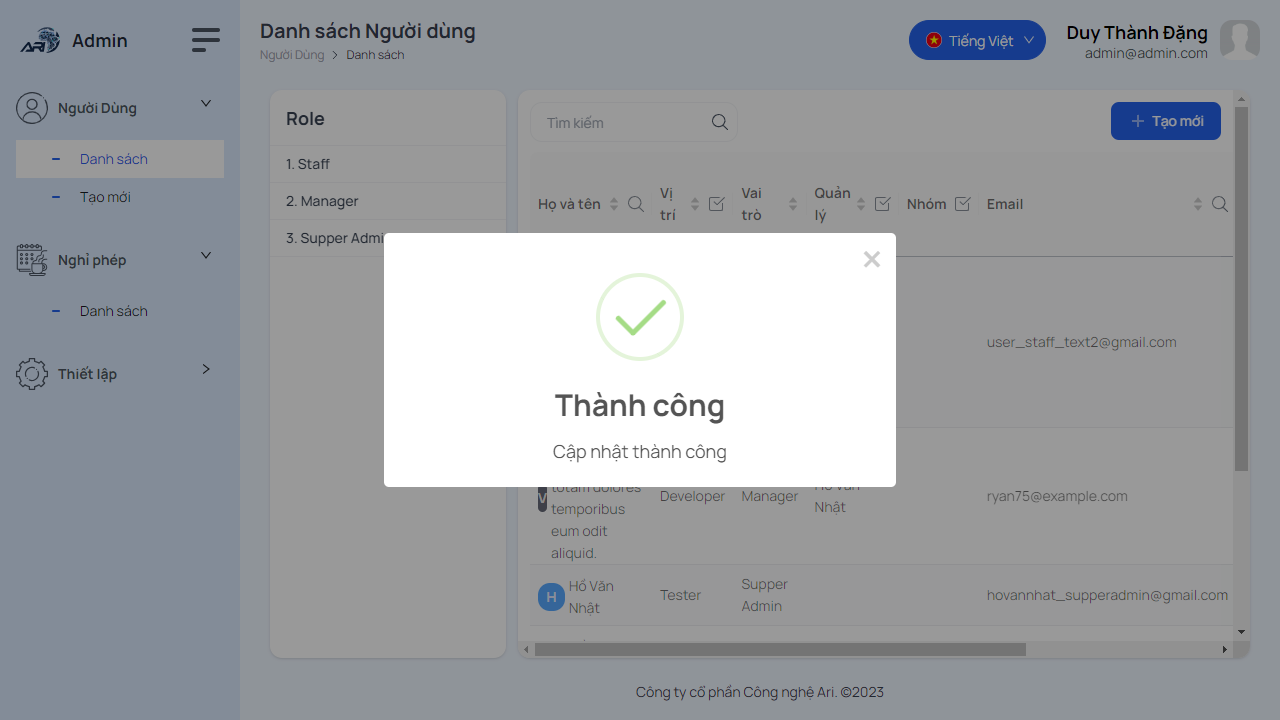 ARI
Admin
Danh sách Người dùng
Người Dùng > Danh sách
Tiếng Việt
Duy Thành Đặng
admin@admin.com
Người Dùng
Danh sách
Tạo mới
Nghỉ phép
Danh sách
Thiết lập
Role
1. Staff
2. Manager
3. Supper Admi
Tìm kiếm
Tạo mới
Họ và tên
Vị trí
Vai trò
Quản lý
Nhóm
Email
Thành công
Cập nhật thành công
user_staff_text2@gmail.com
V
totam dolores
temporibus
eum odit
aliquid.
Developer
Manager
Hồ Văn
Nhật
ryan75@example.com
H
Hồ Văn
Nhật
Tester
Supper
Admin
hovannhat_supperadmin@gmail.com
Công ty cổ phần Công nghệ Ari. ©2023